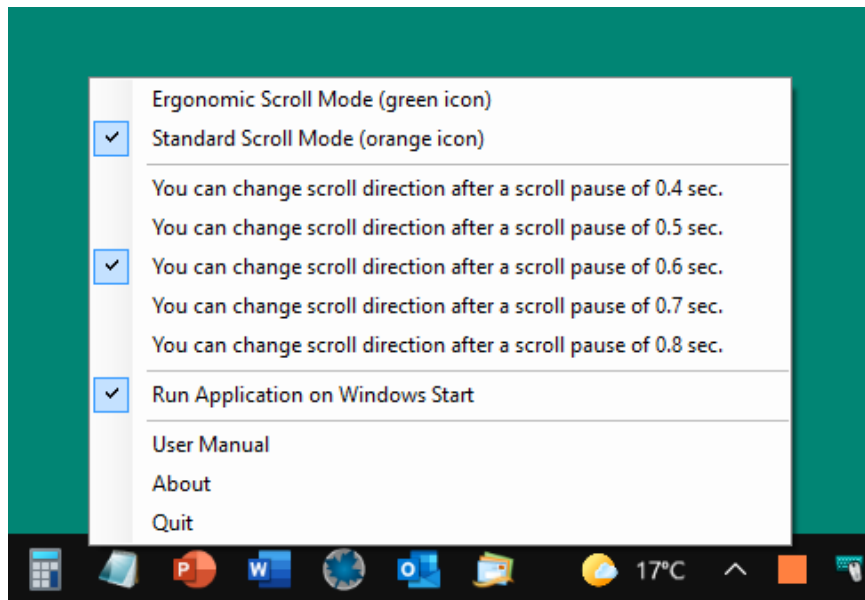 Ergonomic Scroll Mode (green icon)
Standard Scroll Mode (orange icon)
You can change scroll direction after a scroll pause of 0.4 sec.
You can change scroll direction after a scroll pause of 0.5 sec.
You can change scroll direction after a scroll pause of 0.6 sec.
You can change scroll direction after a scroll pause of 0.7 sec.
You can change scroll direction after a scroll pause of 0.8 sec.
Run Application on Windows Start
User Manual
About
Quit
P W o 17°C